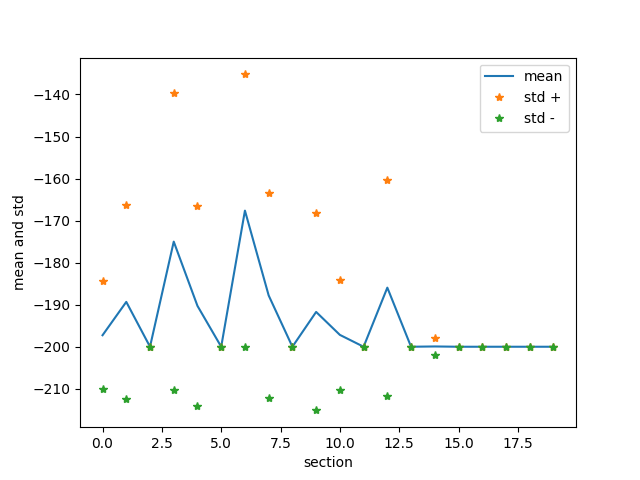 mean
std +
std -
−140
−150
−160
−170
−180
−190
−200
−210
mean and std
0.0 2.5 5.0 7.5 10.0 12.5 15.0 17.5
section